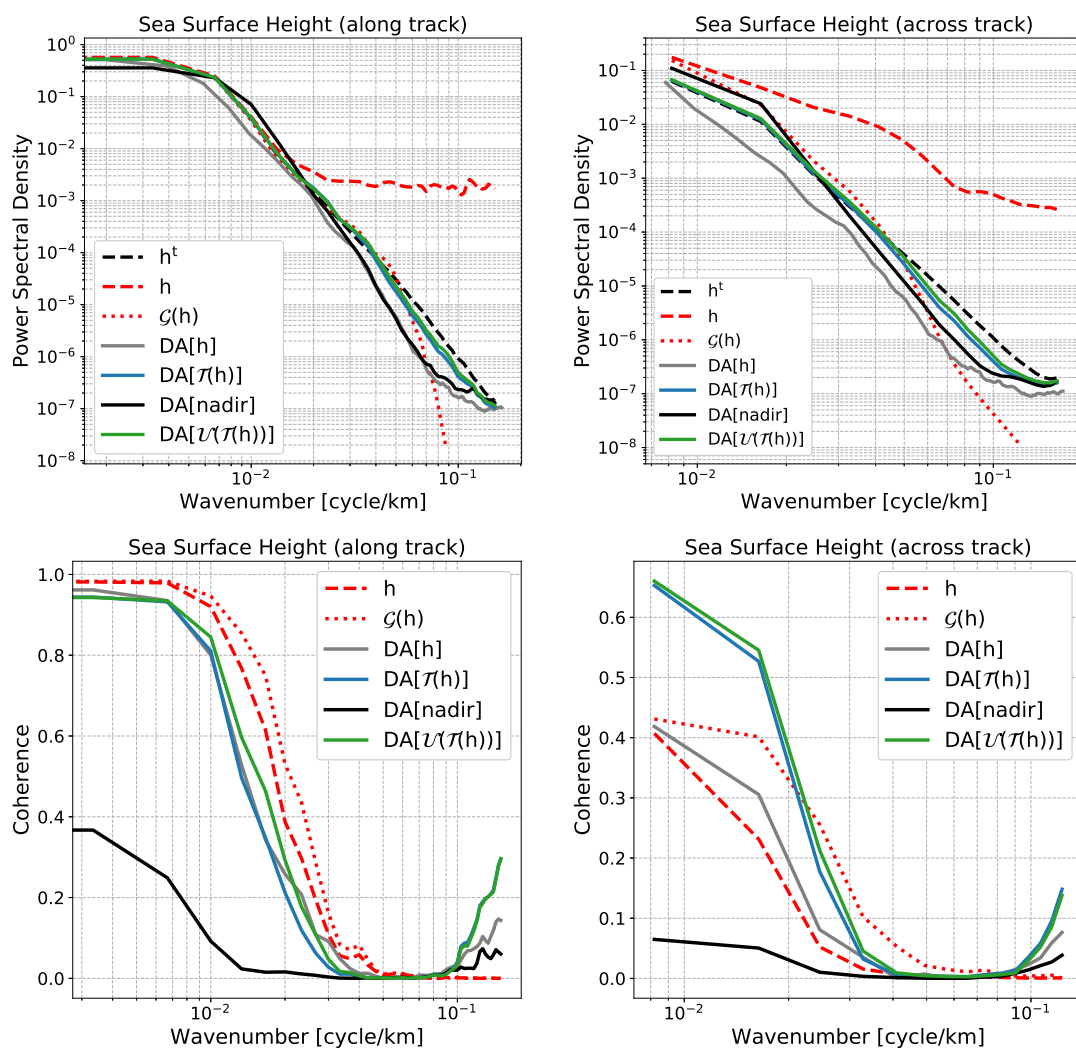 Sea Surface Height (along track)
Power Spectral Density
10⁰
10⁻¹
10⁻²
10⁻³
10⁻⁴
10⁻⁵
10⁻⁶
10⁻⁷
10⁻⁸
hᵗ
h
𝒢(h)
DA[h]
DA[𝒯(h)]
DA[nadir]
DA[𝒰(𝒯(h))]
10⁻² 10⁻¹
Wavenumber [cycle/km]
Sea Surface Height (across track)
Power Spectral Density
10⁻¹
10⁻²
10⁻³
10⁻⁴
10⁻⁵
10⁻⁶
10⁻⁷
10⁻⁸
hᵗ
h
𝒢(h)
DA[h]
DA[𝒯(h)]
DA[nadir]
DA[𝒰(𝒯(h))]
10⁻² 10⁻¹
Wavenumber [cycle/km]
Sea Surface Height (along track)
Coherence
1.0
0.8
0.6
0.4
0.2
0.0
h
𝒢(h)
DA[h]
DA[𝒯(h)]
DA[nadir]
DA[𝒰(𝒯(h))]
10⁻² 10⁻¹
Wavenumber [cycle/km]
Sea Surface Height (across track)
Coherence
0.6
0.5
0.4
0.3
0.2
0.1
0.0
h
𝒢(h)
DA[h]
DA[𝒯(h)]
DA[nadir]
DA[𝒰(𝒯(h))]
10⁻² 10⁻¹
Wavenumber [cycle/km]